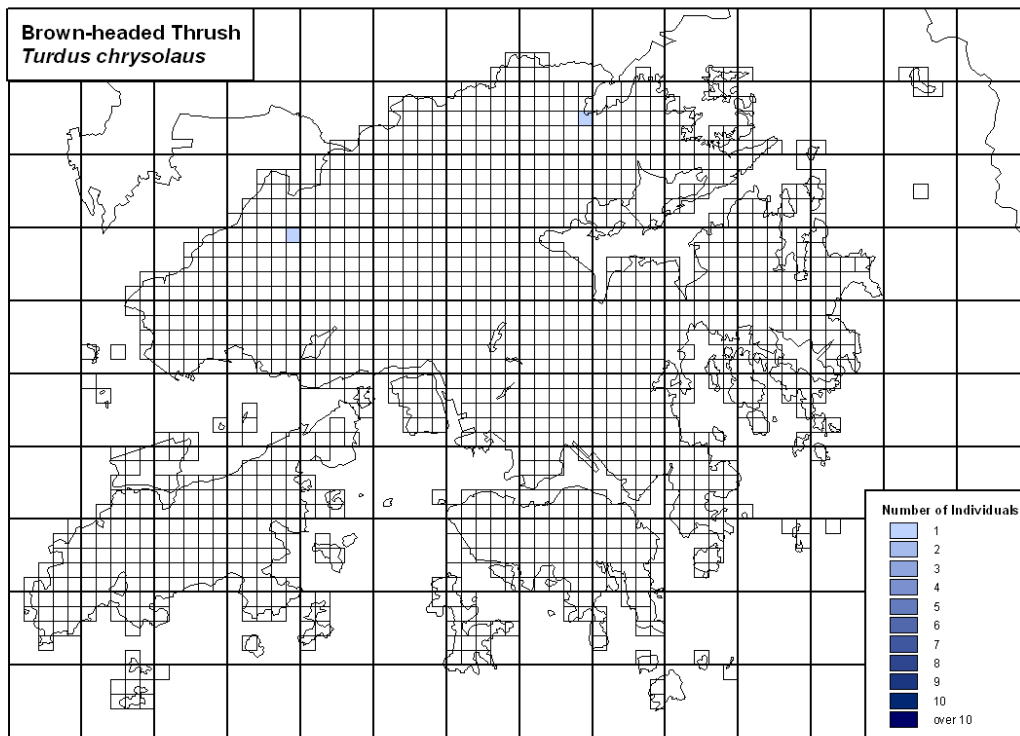 Brown-headed Thrush
Turdus chrysolaus
Number of Individuals
1
2
3
4
5
6
7
8
9
10
over 10